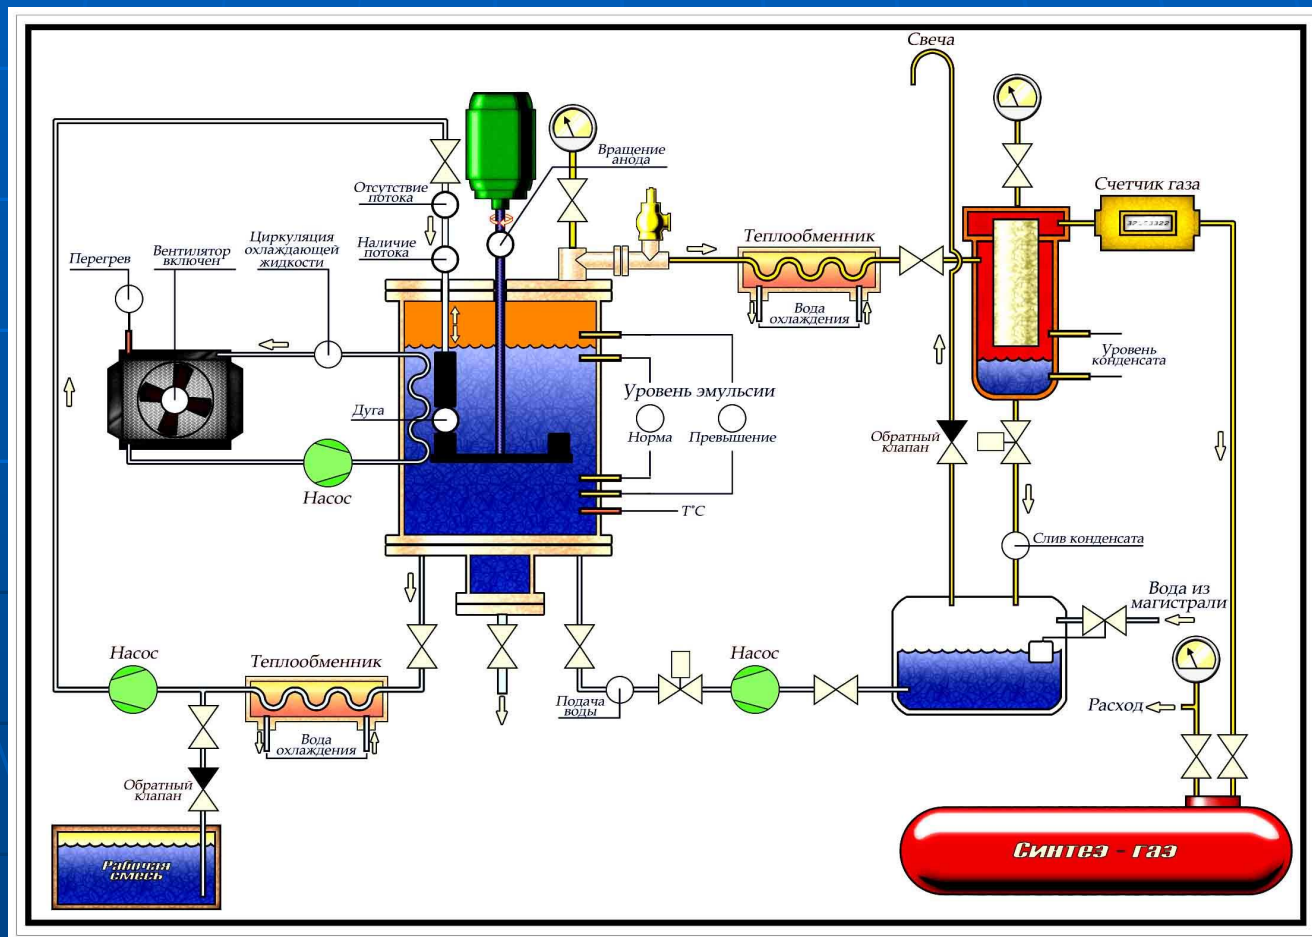 Свеча
Вращение
анода
Отсутствие
потока
Счетчик газа
Циркуляция
охлаждающей
жидкости
Наличие
потока
Теплообменник
Перегрев
Вентилятор
включен
Вода
охлаждения
Уровень
конденсата
Уровень эмульсии
Дуга
Норма
Превышение
Обратный
клапан
Насос
T°C
Слив конденсата
Вода из
магистрали
Насос
Теплообменник
Насос
Подача
воды
Расход
Вода
охлаждения
Обратный
клапан
Рабочая
смесь
Синтез - газ